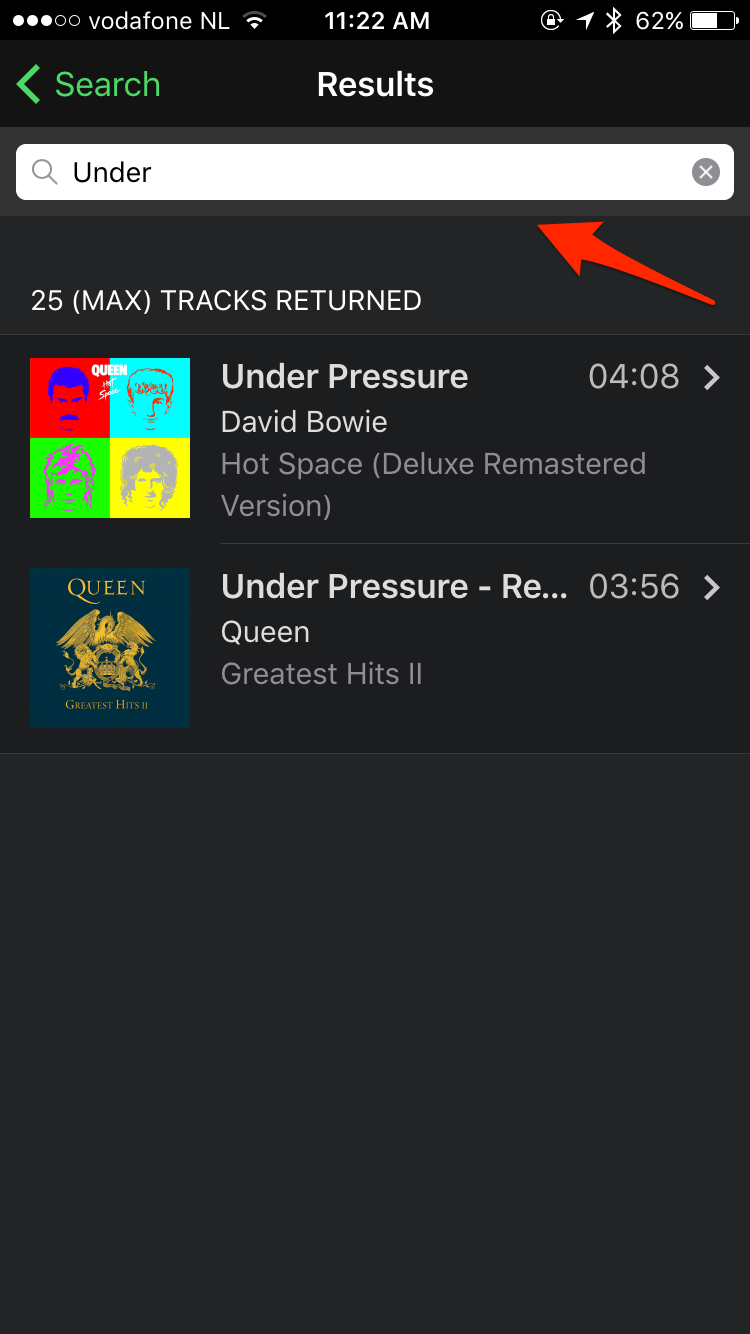 vodafone NL 11:22 AM 62%
Search Results
Under
25 (MAX) TRACKS RETURNED
QUEEN
Hot
Space
Under Pressure 04:08
David Bowie
Hot Space (Deluxe Remastered
Version)
QUEEN
GREATEST HITS II
Under Pressure - Re... 03:56
Queen
Greatest Hits II